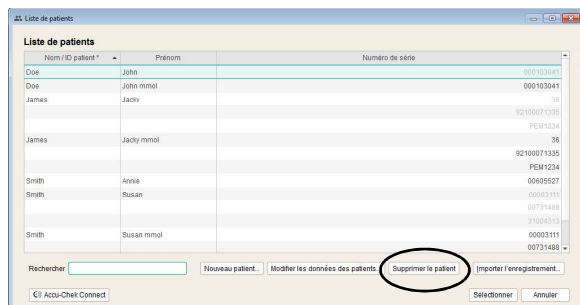 Liste de patients
Liste de patients
Nom / ID patient * Prénom Numéro de série
Doe John 000103041
Doe John mmol 000103041
James Jacky 36
92100071335
PEM1234
James Jacky mmol 36
92100071335
PEM1234
Smith Annie 00605527
Smith Susan 00003111
00731488
31004313
Smith Susan mmol 00003111
00731488
Rechercher Nouveau patient... Modifier les données des patients... Supprimer le patient Importer l'enregistrement...
Accu-Chek Connect Sélectionner Annuler